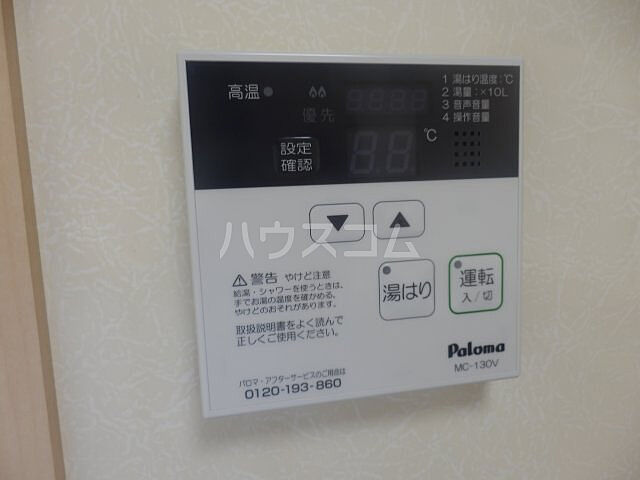 高温
優先
1 湯はり温度:℃
2 湯量:×10L
3 音声音量
4 操作音量
℃
設定
確認
ハウスコム
警告 やけど注意
給湯・シャワーを使うときは、
手でお湯の温度を確かめる。
やけどのおそれがあります。
取扱説明書をよく読んで
正しくご使用ください。
湯はり
運転
入/切
Paloma
MC-130V
パロマ・アフターサービスのご用命は
0120-193-860